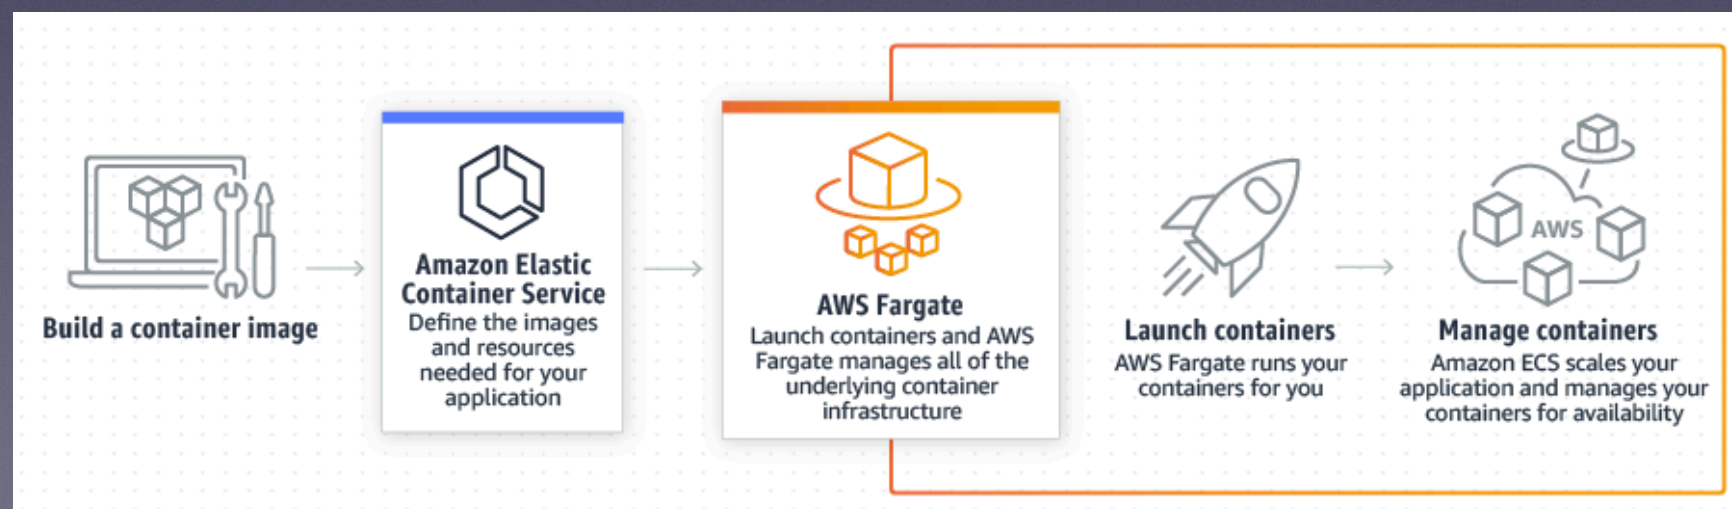 Build a container image
Amazon Elastic
Container Service
Define the images
and resources
needed for your
application
AWS Fargate
Launch containers and AWS
Fargate manages all of the
underlying container
infrastructure
Launch containers
AWS Fargate runs your
containers for you
AWS
Manage containers
Amazon ECS scales your
application and manages your
containers for availability